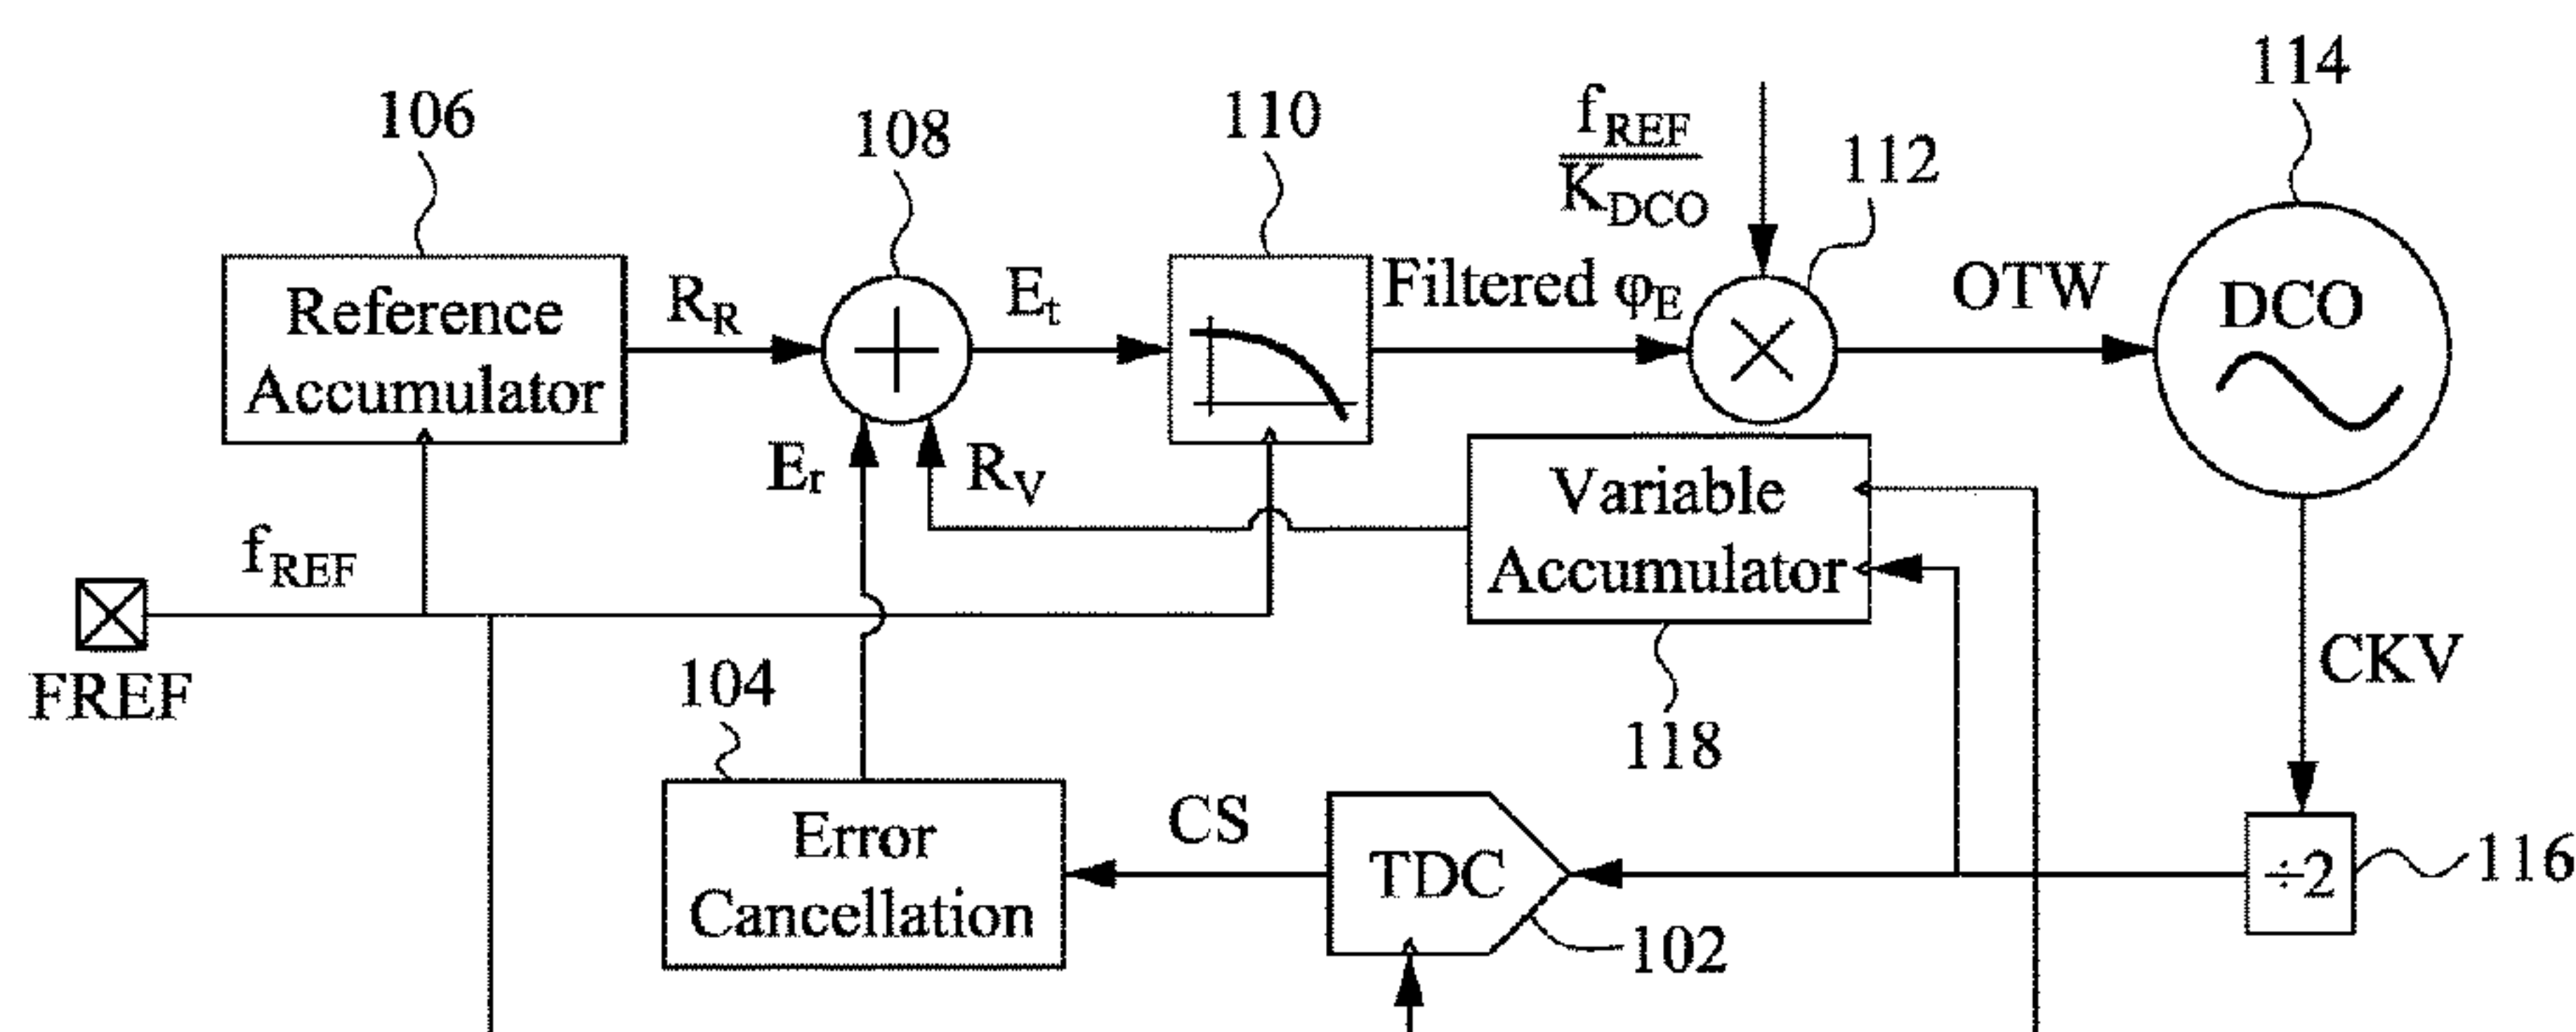 114
106
108
110
f_REF
K_DCO
112
Reference
Accumulator
R_R
E_t
Filtered φ_E
OTW
DCO
E_r
R_V
Variable
Accumulator
f_REF
FREF
CKV
104
118
Error
Cancellation
CS
TDC
÷2
116
102